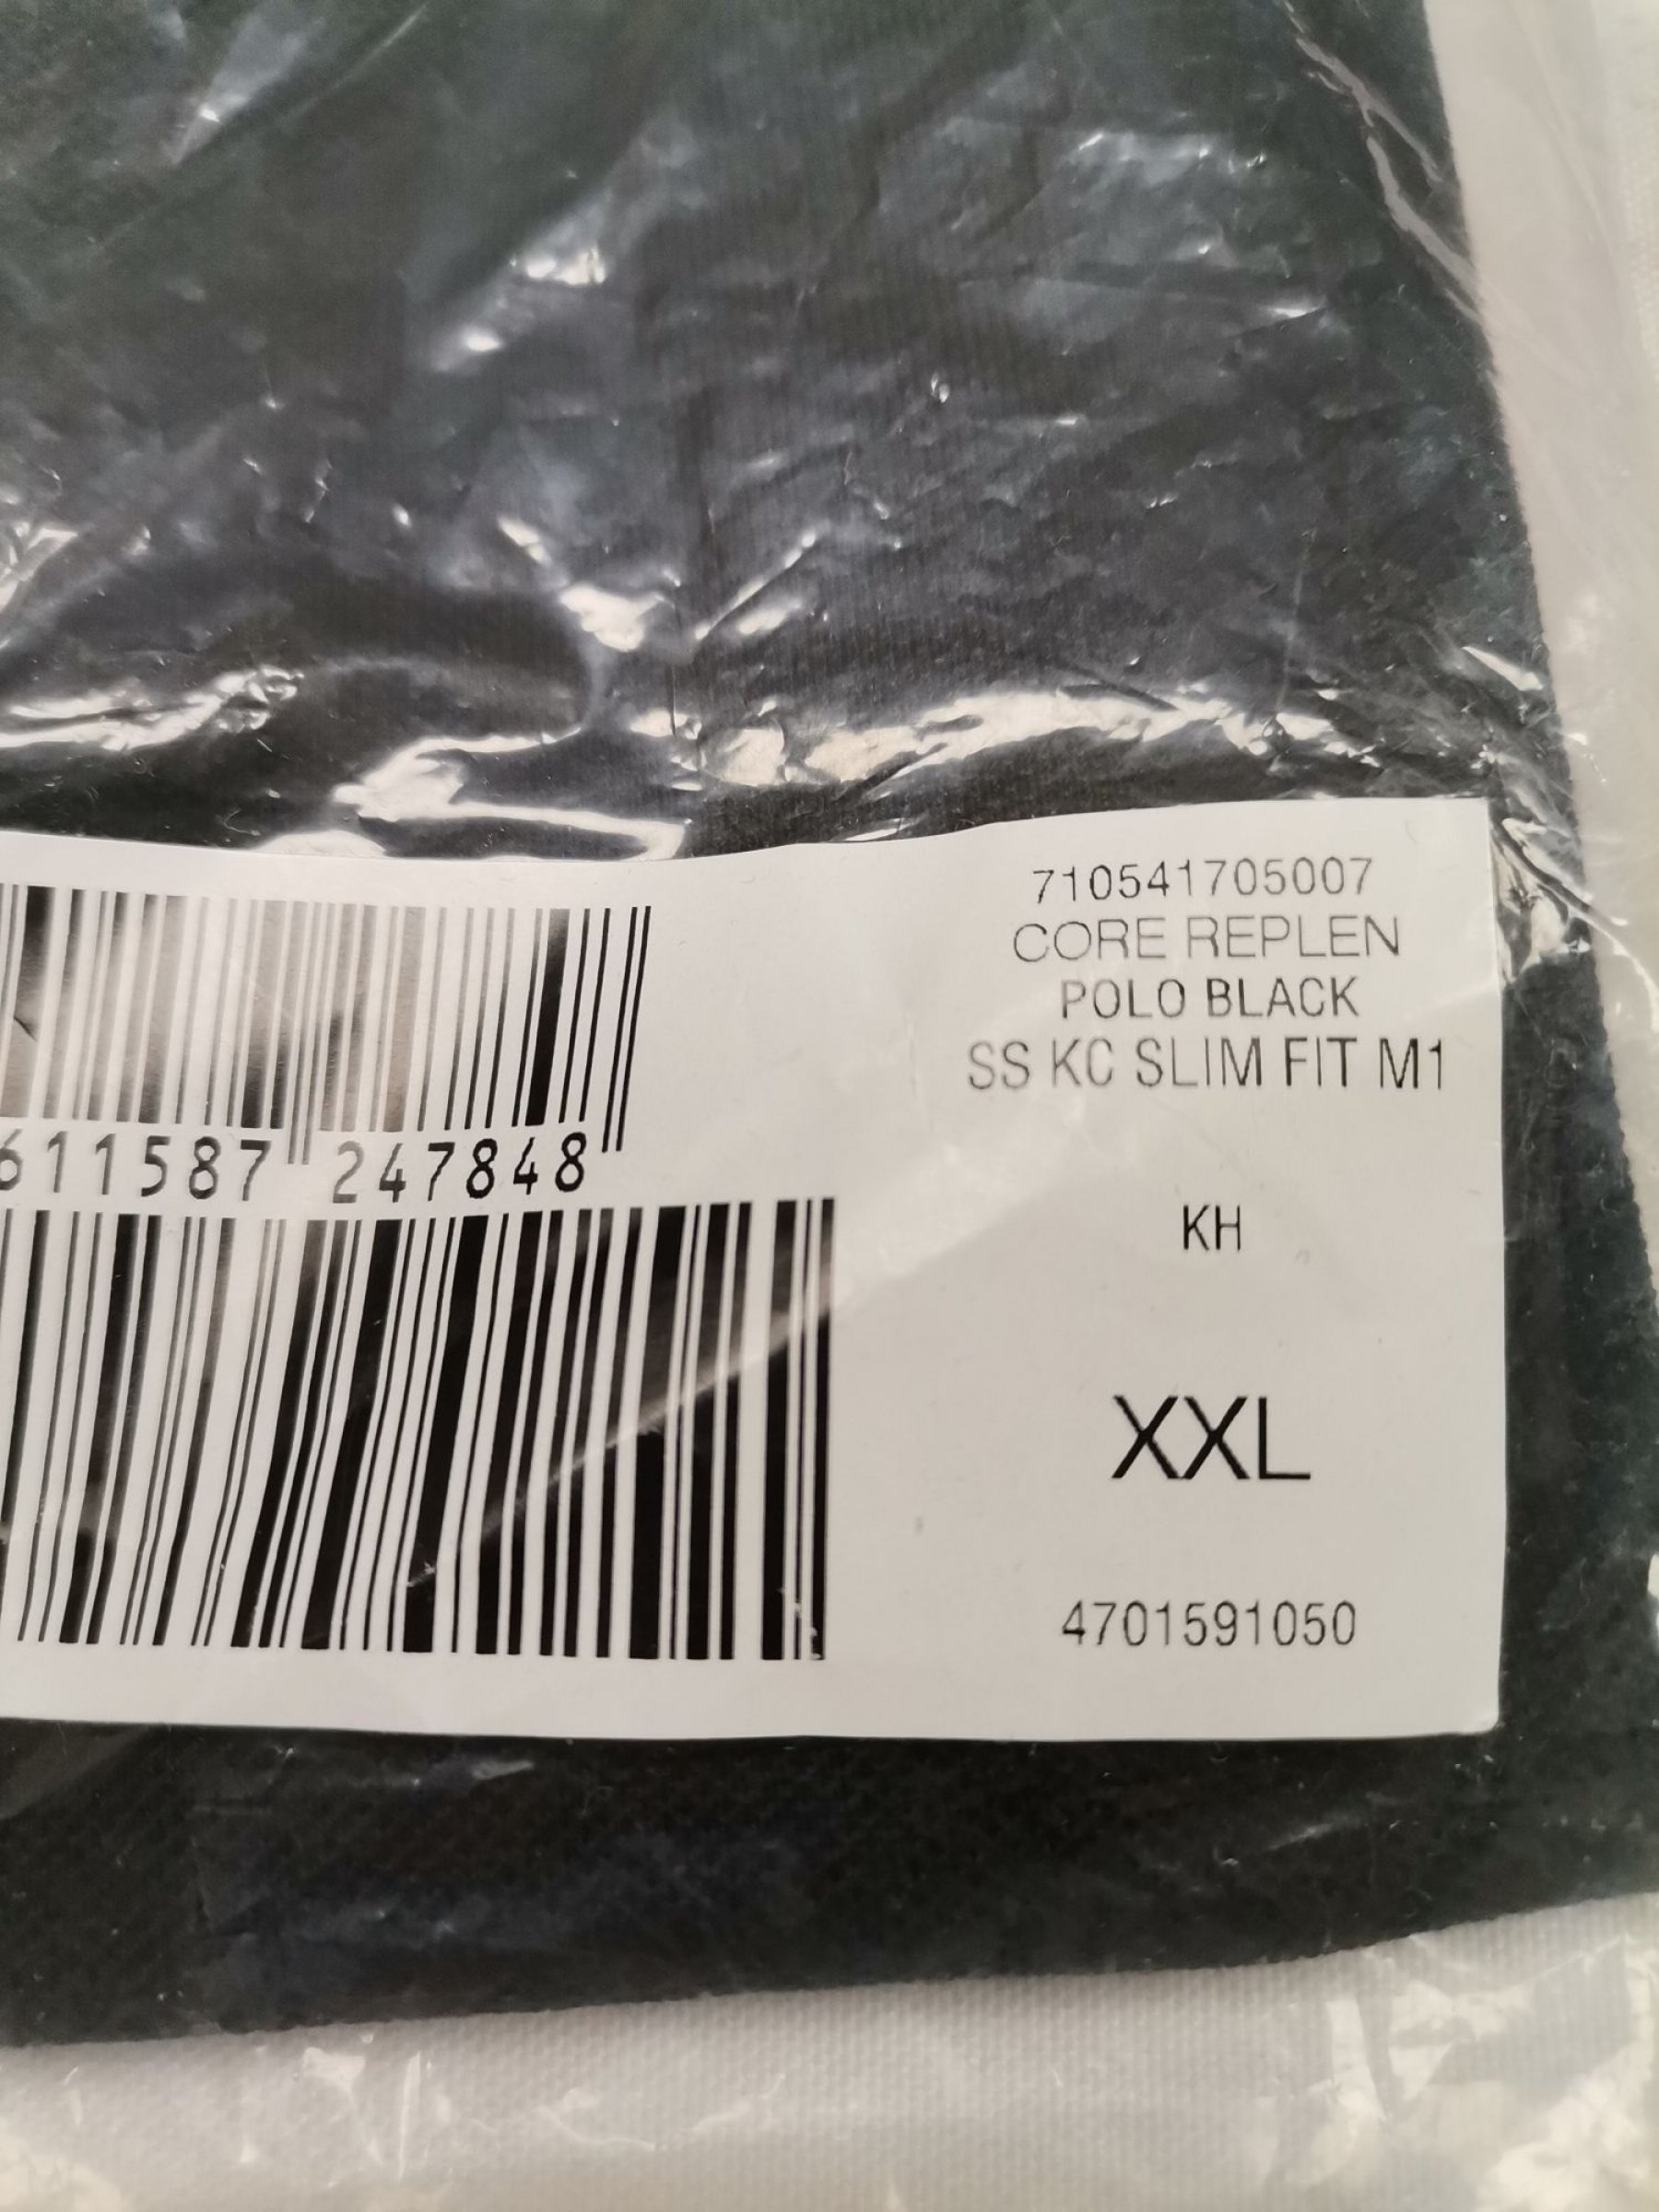 710541705007
CORE REPLEN
POLO BLACK
SS KC SLIM FIT M1
611587 247848
KH
XXL
4701591050